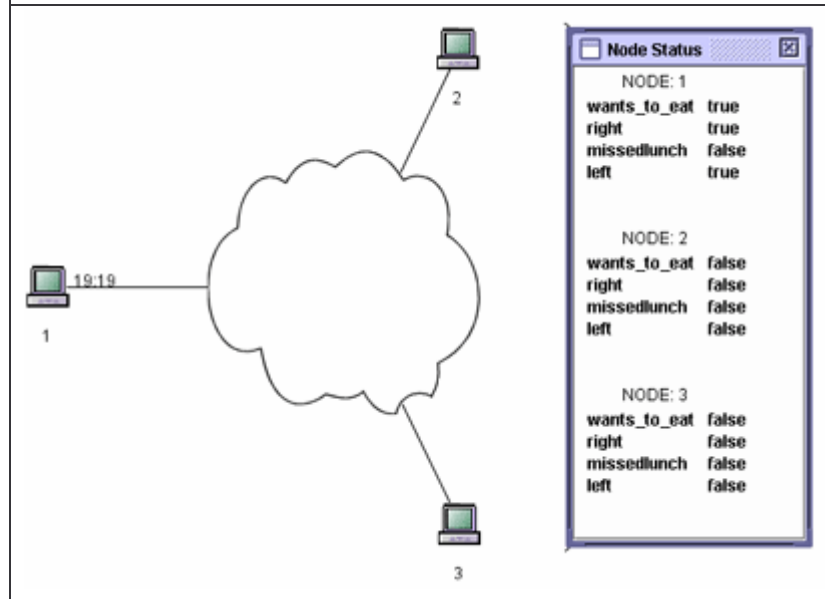 2
19:19
1
3
Node Status
NODE: 1
wants_to_eat true
right true
missedlunch false
left true
NODE: 2
wants_to_eat false
right false
missedlunch false
left false
NODE: 3
wants_to_eat false
right false
missedlunch false
left false